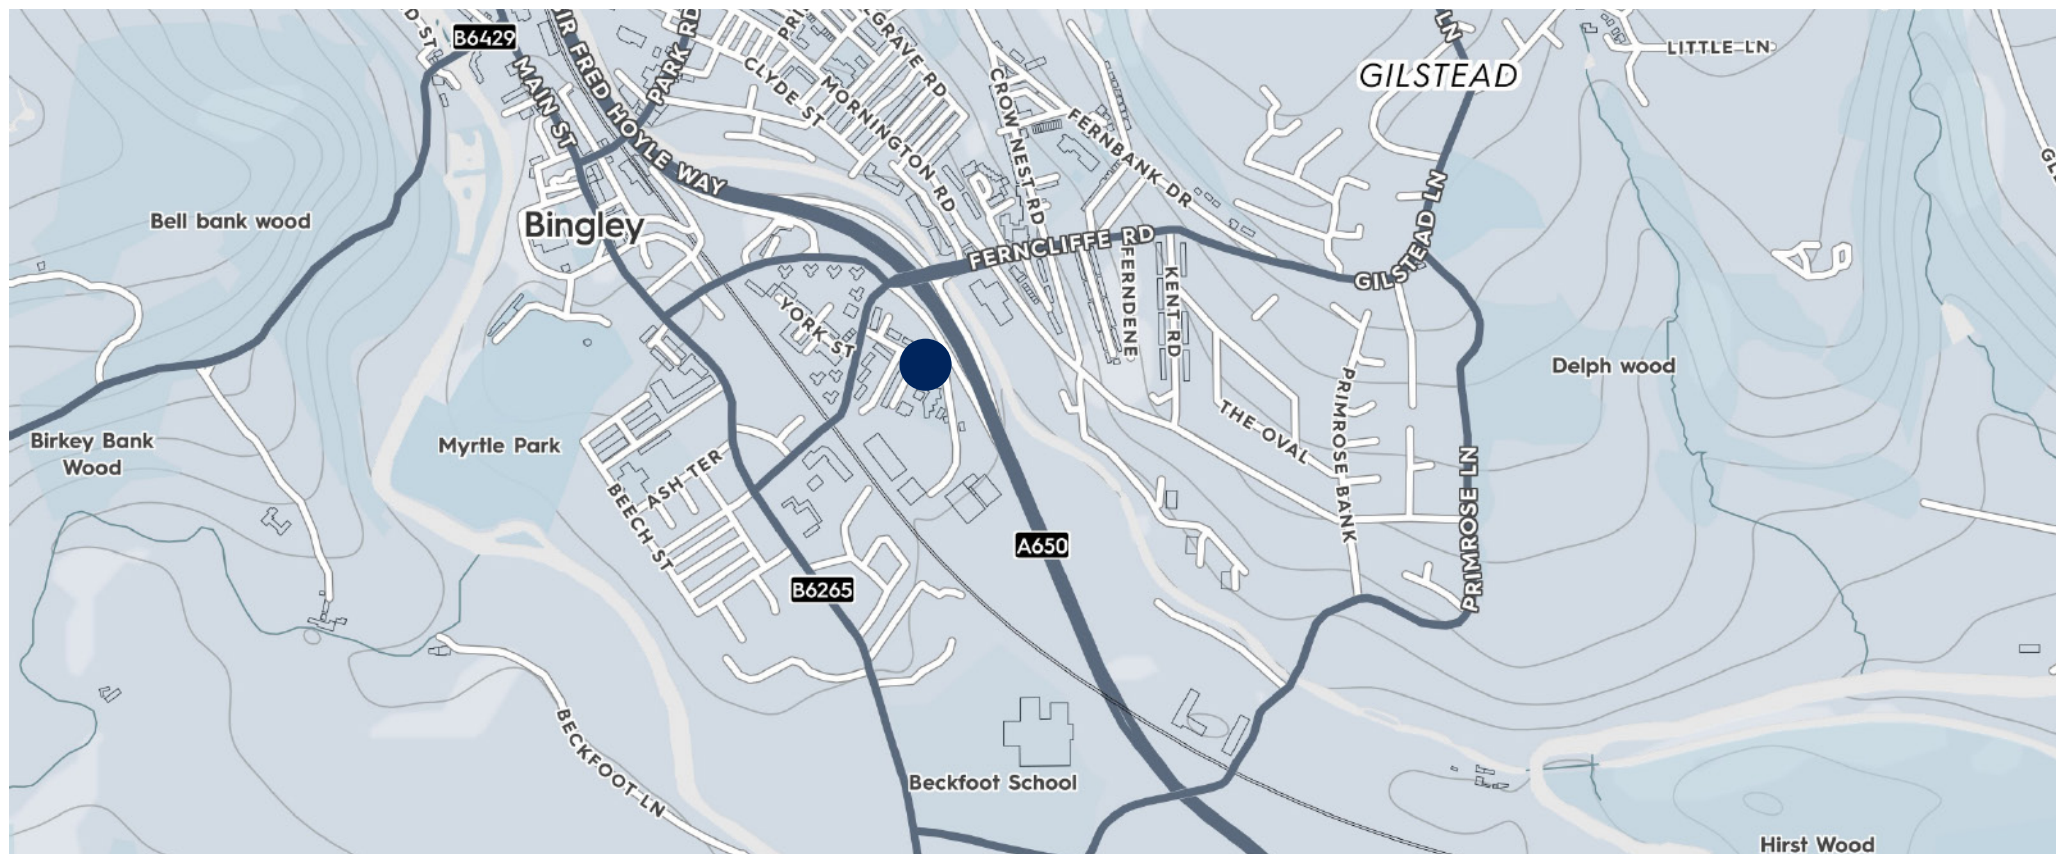 B6429
MAIN ST
SIR FRED HOYLE WAY
PARK RD
CLYDE ST
MORNINGTON RD
CROW NEST RD
FERNBANK DR
LITTLE LN
GILSTEAD
Bell bank wood
Bingley
FERNCLIFFE RD
FERNDENE
KENT RD
GILSTEAD LN
YORK ST
Delph wood
PRIMROSE BANK
THE OVAL
Birkey Bank
Wood
Myrtle Park
ASH TER
BEECH ST
PRIMROSE LN
A650
B6265
BECKFOOT LN
Beckfoot School
Hirst Wood